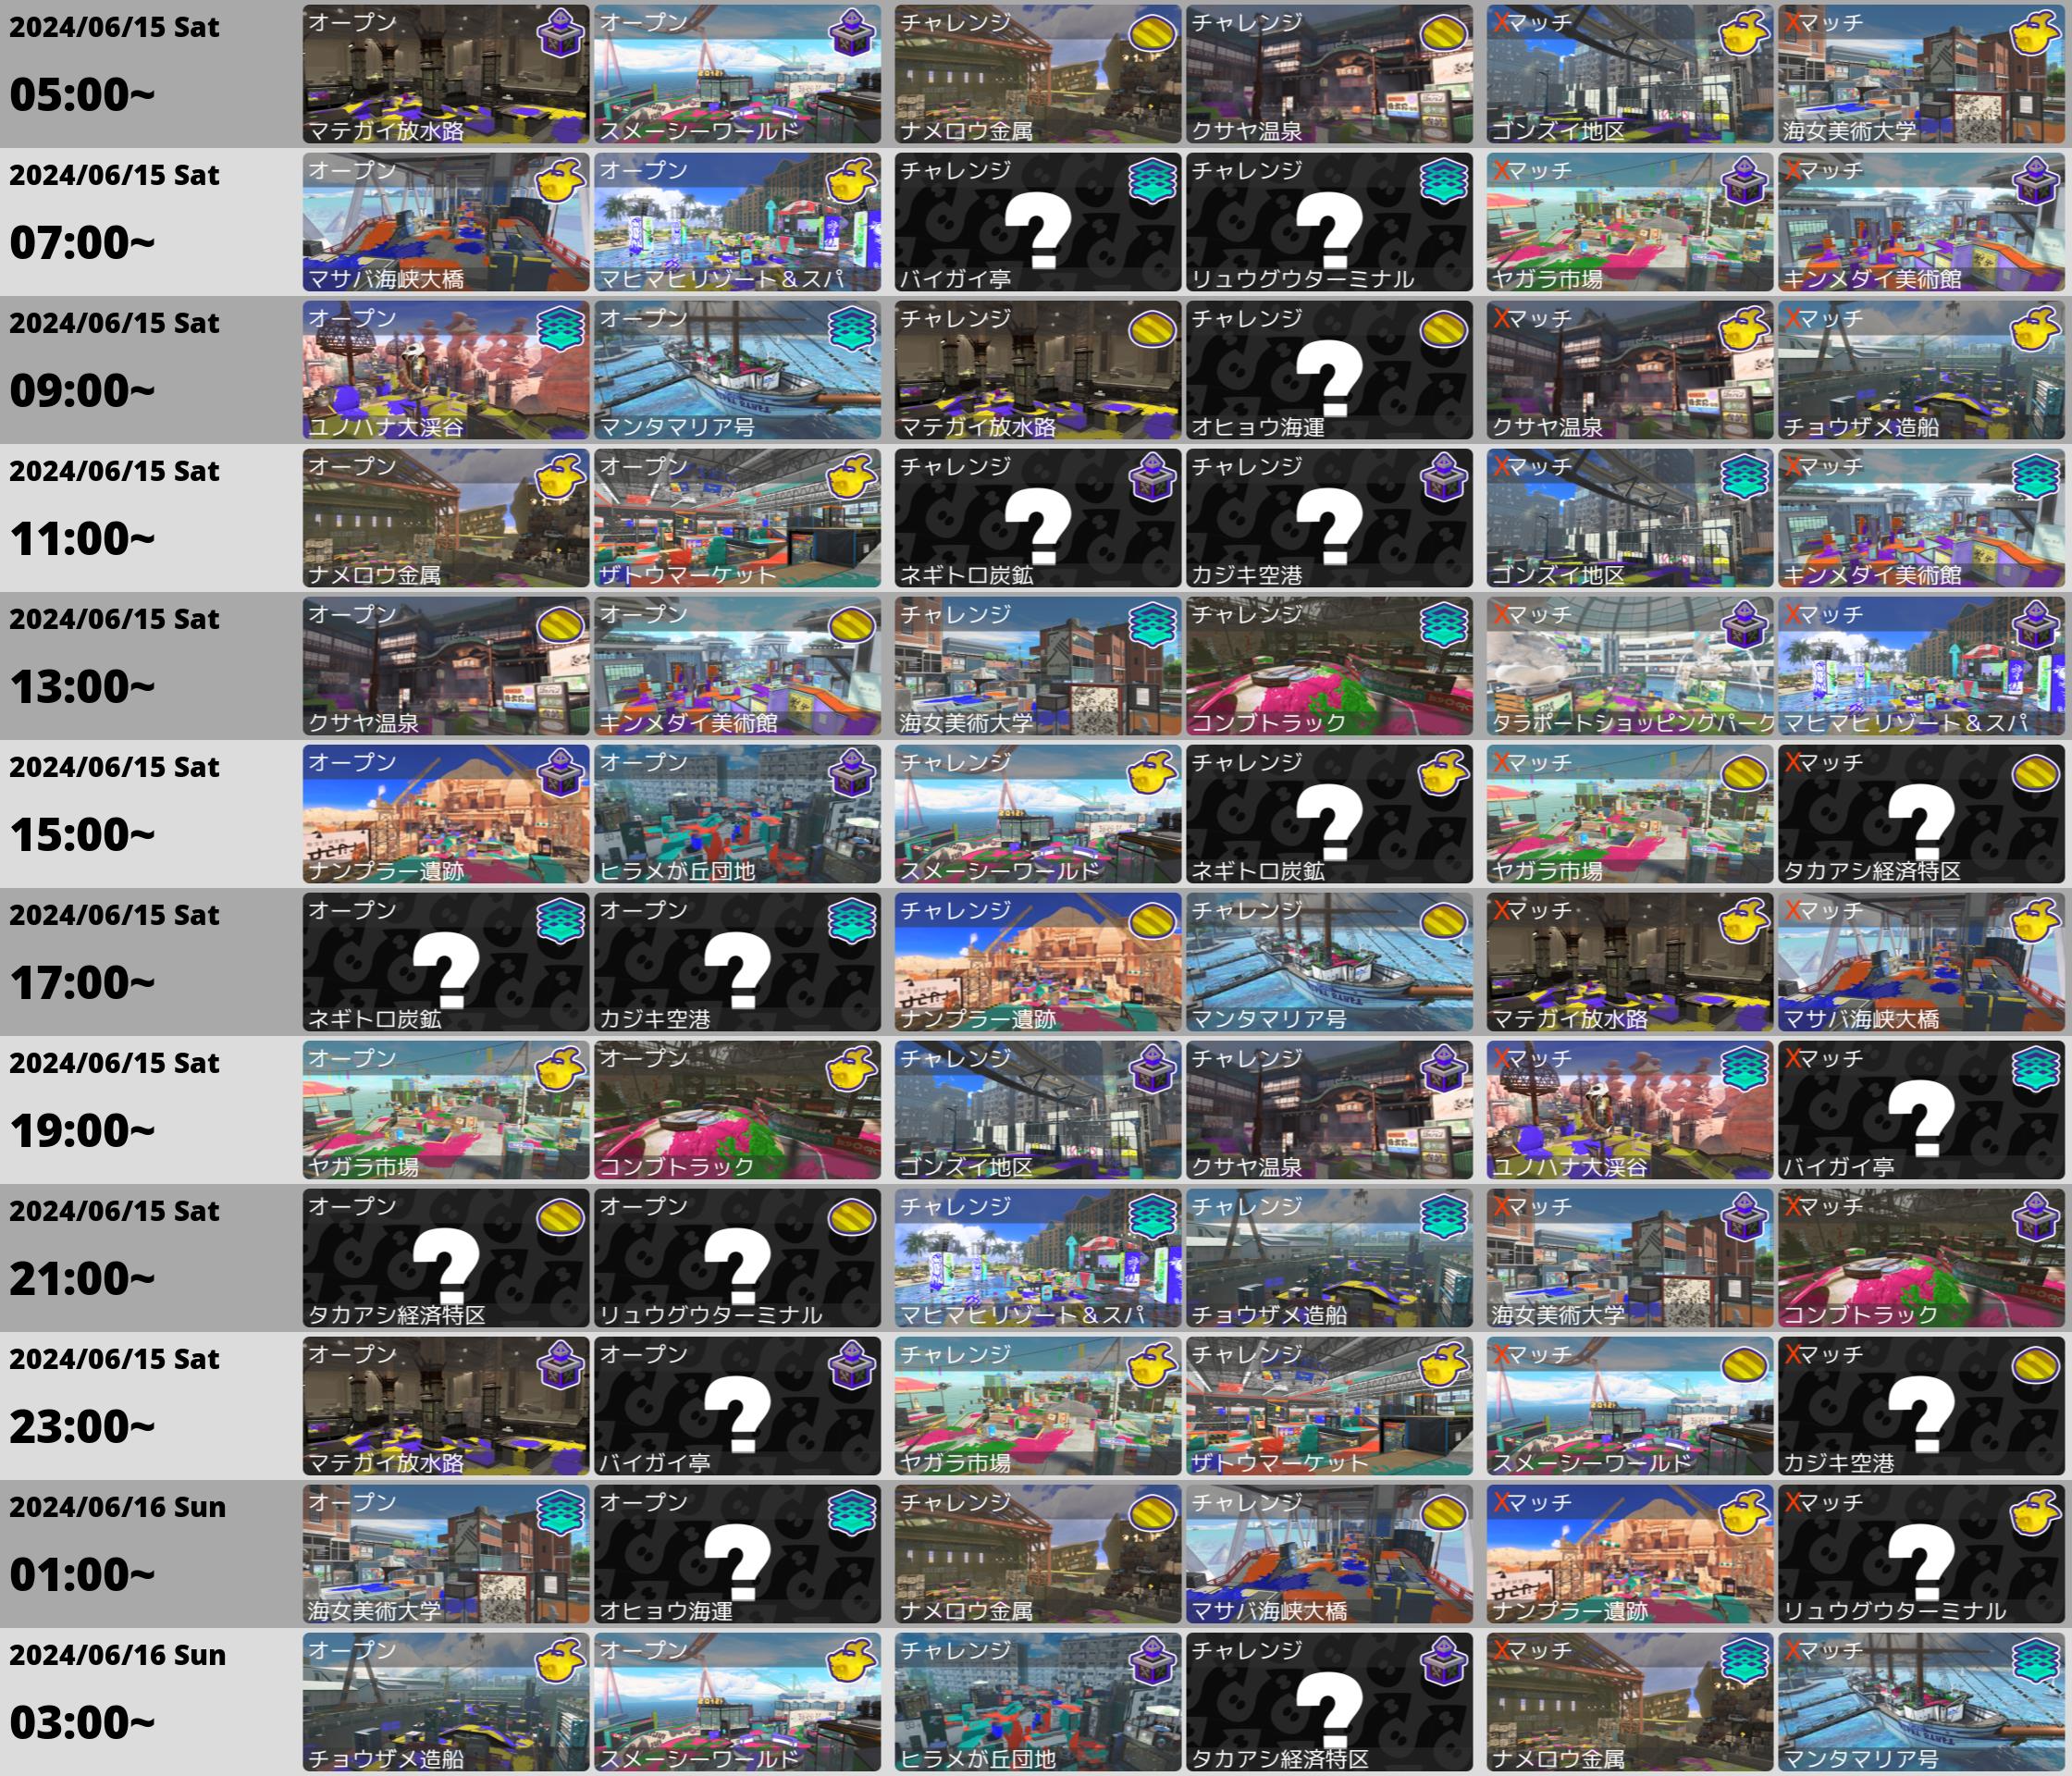 2024/06/15 Sat
05:00~
オープン オープン チャレンジ チャレンジ Xマッチ Xマッチ
マテガイ放水路 スメーシーワールド ナメロウ金属 クサヤ温泉 ゴンズイ地区 海女美術大学
2024/06/15 Sat
07:00~
オープン オープン チャレンジ チャレンジ Xマッチ Xマッチ
マサバ海峡大橋 マヒマヒリゾート&スパ バイガイ亭 リュウグウターミナル ヤガラ市場 キンメダイ美術館
2024/06/15 Sat
09:00~
オープン オープン チャレンジ チャレンジ Xマッチ Xマッチ
ユノハナ大渓谷 マンタマリア号 マテガイ放水路 オヒョウ海運 クサヤ温泉 チョウザメ造船
2024/06/15 Sat
11:00~
オープン オープン チャレンジ チャレンジ Xマッチ Xマッチ
ナメロウ金属 ザトウマーケット ネギトロ炭鉱 カジキ空港 ゴンズイ地区 キンメダイ美術館
2024/06/15 Sat
13:00~
オープン オープン チャレンジ チャレンジ Xマッチ Xマッチ
クサヤ温泉 キンメダイ美術館 海女美術大学 コンブトラック タラポートショッピングパーク マヒマヒリゾート&スパ
2024/06/15 Sat
15:00~
オープン オープン チャレンジ チャレンジ Xマッチ Xマッチ
ナンプラー遺跡 ヒラメが丘団地 スメーシーワールド ネギトロ炭鉱 ヤガラ市場 タカアシ経済特区
2024/06/15 Sat
17:00~
オープン オープン チャレンジ チャレンジ Xマッチ Xマッチ
ネギトロ炭鉱 カジキ空港 ナンプラー遺跡 マンタマリア号 マテガイ放水路 マサバ海峡大橋
2024/06/15 Sat
19:00~
オープン オープン チャレンジ チャレンジ Xマッチ Xマッチ
ヤガラ市場 コンブトラック ゴンズイ地区 クサヤ温泉 ユノハナ大渓谷 バイガイ亭
2024/06/15 Sat
21:00~
オープン オープン チャレンジ チャレンジ Xマッチ Xマッチ
タカアシ経済特区 リュウグウターミナル マヒマヒリゾート&スパ チョウザメ造船 海女美術大学 コンブトラック
2024/06/15 Sat
23:00~
オープン オープン チャレンジ チャレンジ Xマッチ Xマッチ
マテガイ放水路 バイガイ亭 ヤガラ市場 ザトウマーケット スメーシーワールド カジキ空港
2024/06/16 Sun
01:00~
オープン オープン チャレンジ チャレンジ Xマッチ Xマッチ
海女美術大学 オヒョウ海運 ナメロウ金属 マサバ海峡大橋 ナンプラー遺跡 リュウグウターミナル
2024/06/16 Sun
03:00~
オープン オープン チャレンジ チャレンジ Xマッチ Xマッチ
チョウザメ造船 スメーシーワールド ヒラメが丘団地 タカアシ経済特区 ナメロウ金属 マンタマリア号